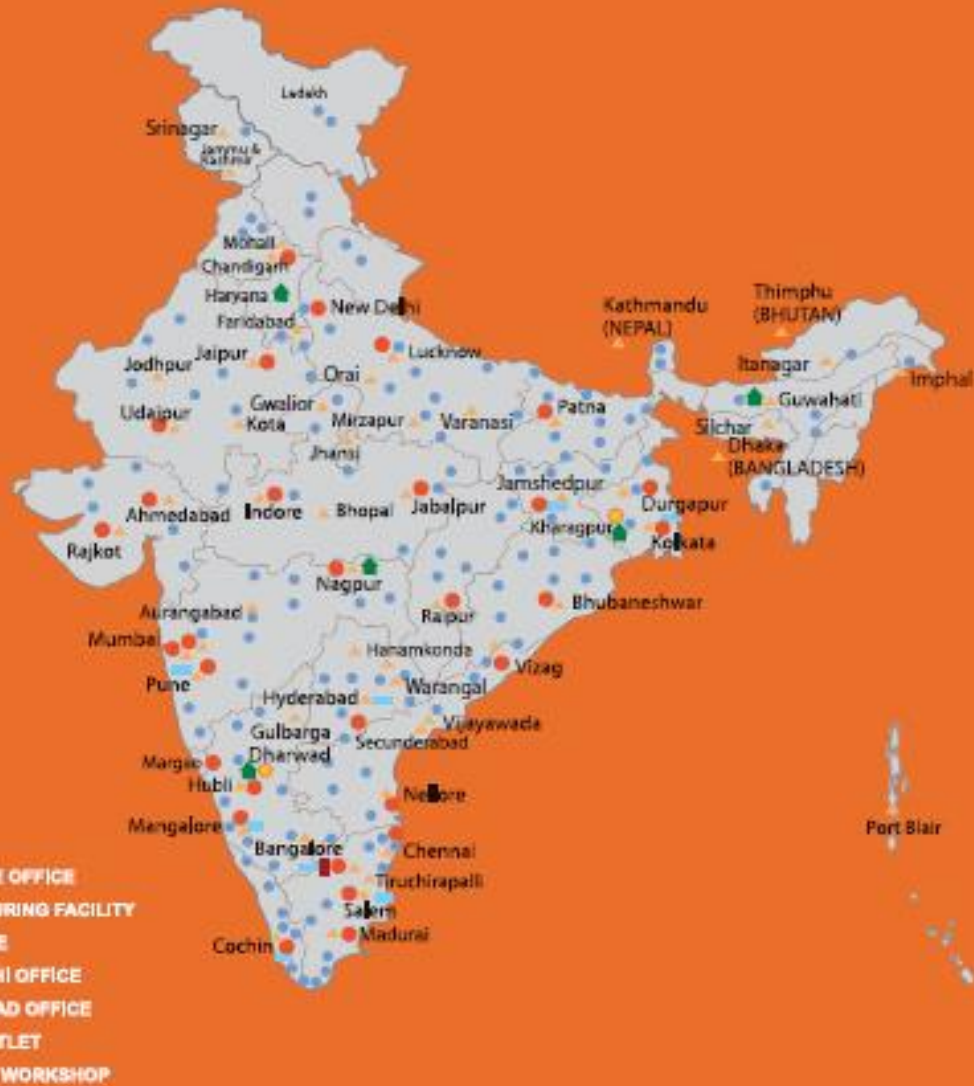 Ladakh
Srinagar
Jammu &
Kashmir
Mohali
Chandigarh
Haryana
New Delhi
Faridabad
Kathmandu
(NEPAL)
Thimphu
(BHUTAN)
Jodhpur
Jaipur
Lucknow
Orai
Itanagar
Imphal
Udaipur
Gwalior
Kota
Mirzapur
Varanasi
Patna
Guwahati
Silchar
Jhansi
Dhaka
(BANGLADESH)
Jamshedpur
Ahmedabad
Indore
Bhopal
Jabalpur
Durgapur
Kharagpur
Kolkata
Rajkot
Nagpur
Aurangabad
Raipur
Bhubaneshwar
Mumbai
Hanamkonda
Vizag
Pune
Hyderabad
Warangal
Gulbarga
Vijayawada
Secunderabad
Dharwad
Margao
Hubli
Nellore
Mangalore
Port Blair
Bangalore
Chennai
Tiruchirapalli
Salem
Madurai
Cochin
E OFFICE
URING FACILITY
E
HI OFFICE
AD OFFICE
TLET
WORKSHOP